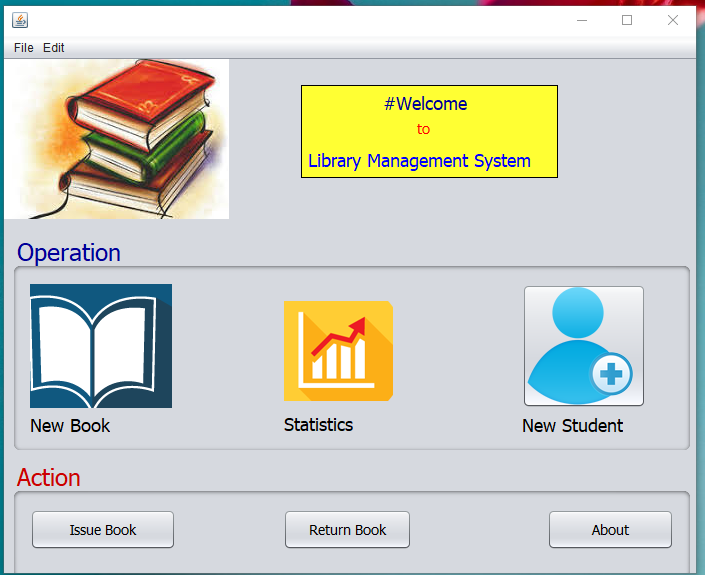 File Edit
#Welcome
to
Library Management System
Operation
New Book
Statistics
New Student
Action
Issue Book
Return Book
About